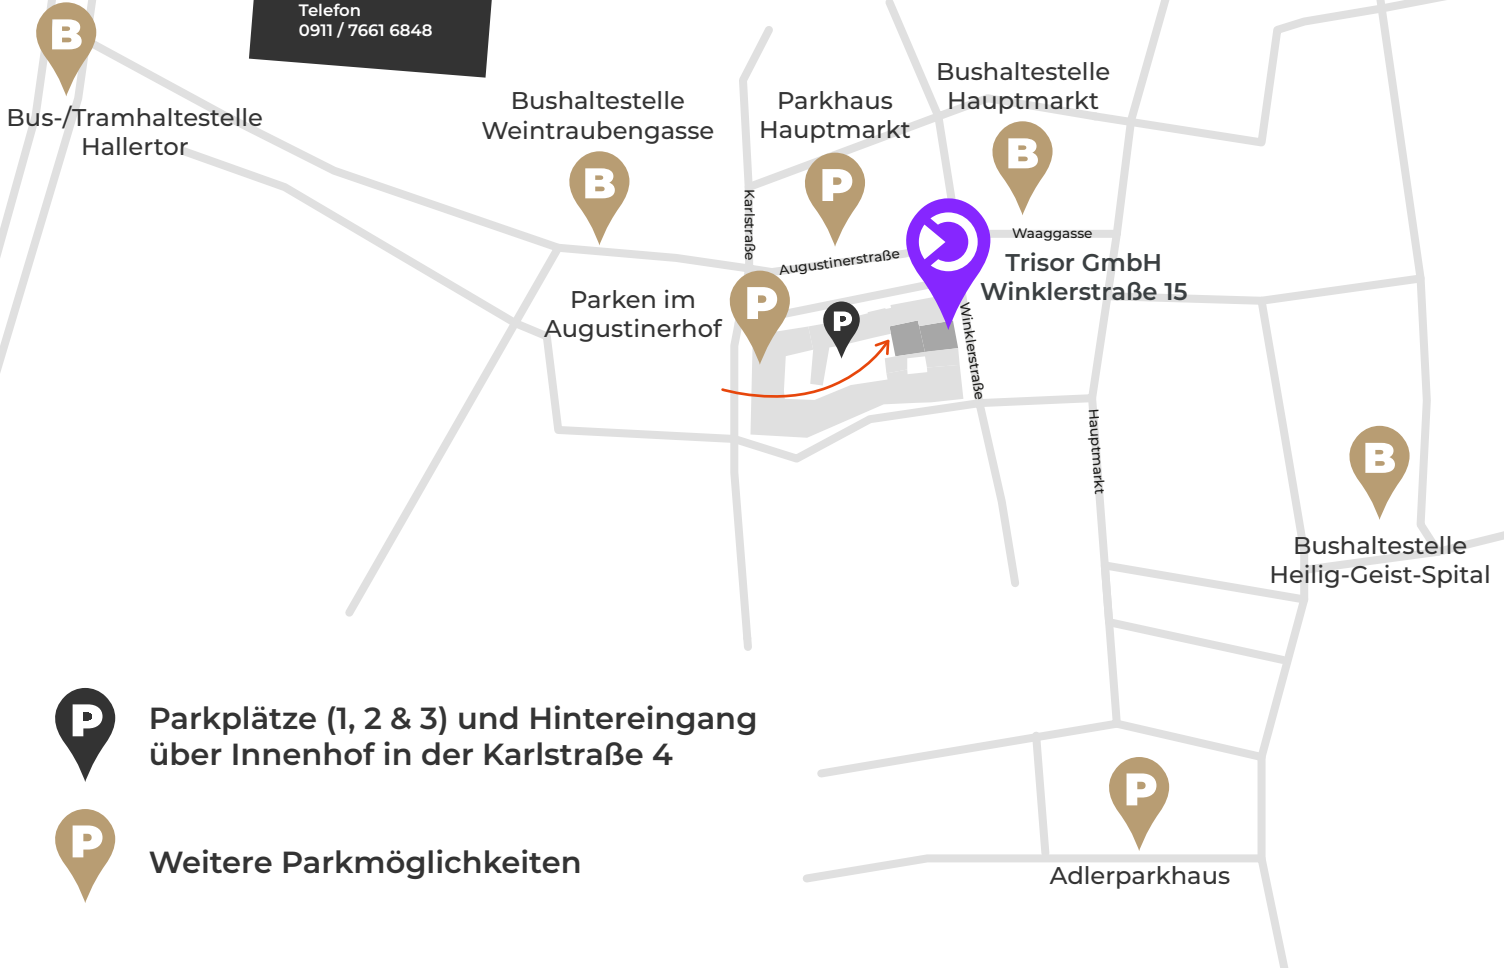 Telefon
0911 / 7661 6848
B
Bus-/Tramhaltestelle
Hallertor
Bushaltestelle
Weintraubengasse
B
Parkhaus
Hauptmarkt
P
Bushaltestelle
Hauptmarkt
B
Karlstraße
Augustinerstraße
Waaggasse
Trisor GmbH
Winklerstraße 15
Parken im
Augustinerhof
P
P
Winklerstraße
Hauptmarkt
B
Bushaltestelle
Heilig-Geist-Spital
P
Parkplätze (1, 2 & 3) und Hintereingang
über Innenhof in der Karlstraße 4
P
Weitere Parkmöglichkeiten
P
Adlerparkhaus